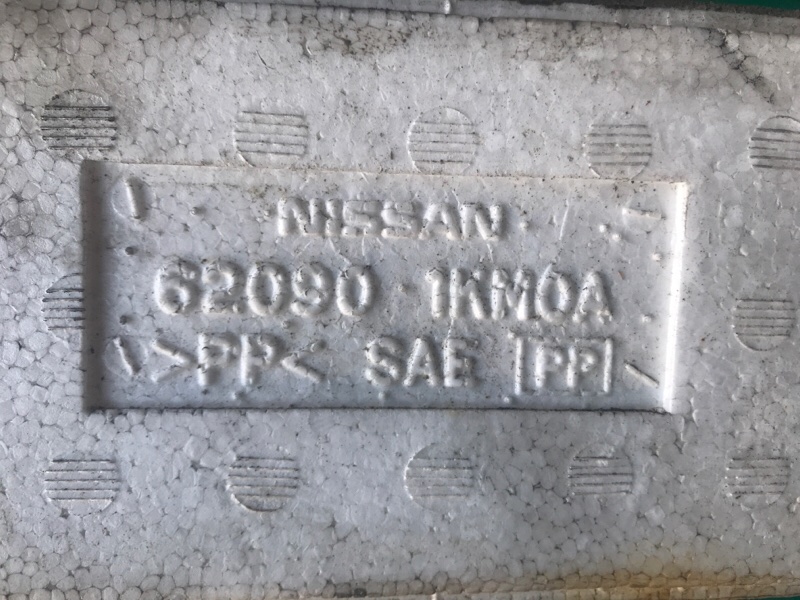 NISSAN
62090-1KM0A
>PP< SAE PP